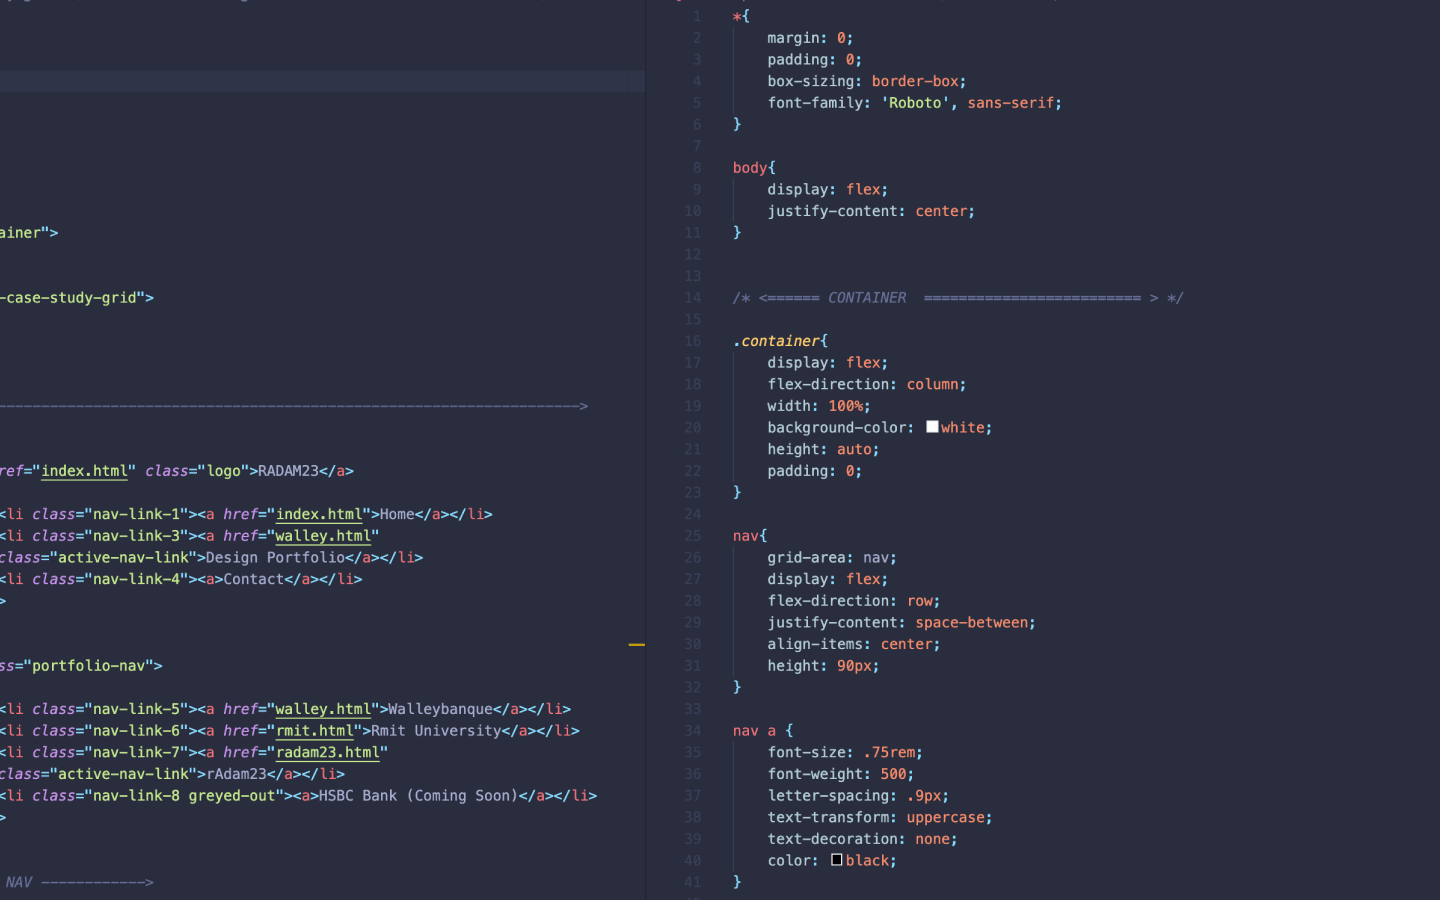 ainer">
-case-study-grid">
-------------------------------------------------------------------->
ref="index.html" class="logo">RADAM23</a>
<li class="nav-link-1"><a href="index.html">Home</a></li>
<li class="nav-link-3"><a href="walley.html"
class="active-nav-link">Design Portfolio</a></li>
<li class="nav-link-4"><a>Contact</a></li>
>
ss="portfolio-nav">
<li class="nav-link-5"><a href="walley.html">Walleybanque</a></li>
<li class="nav-link-6"><a href="rmit.html">Rmit University</a></li>
<li class="nav-link-7"><a href="radam23.html"
class="active-nav-link">rAdam23</a></li>
<li class="nav-link-8 greyed-out"><a>HSBC Bank (Coming Soon)</a></li>
>
NAV ------------>
1 *{
2 margin: 0;
3 padding: 0;
4 box-sizing: border-box;
5 font-family: 'Roboto', sans-serif;
6 }
7
8 body{
9 display: flex;
10 justify-content: center;
11 }
12
13
14 /* <====== CONTAINER ========================= > */
15
16 .container{
17 display: flex;
18 flex-direction: column;
19 width: 100%;
20 background-color: white;
21 height: auto;
22 padding: 0;
23 }
24
25 nav{
26 grid-area: nav;
27 display: flex;
28 flex-direction: row;
29 justify-content: space-between;
30 align-items: center;
31 height: 90px;
32 }
33
34 nav a {
35 font-size: .75rem;
36 font-weight: 500;
37 letter-spacing: .9px;
38 text-transform: uppercase;
39 text-decoration: none;
40 color: black;
41 }